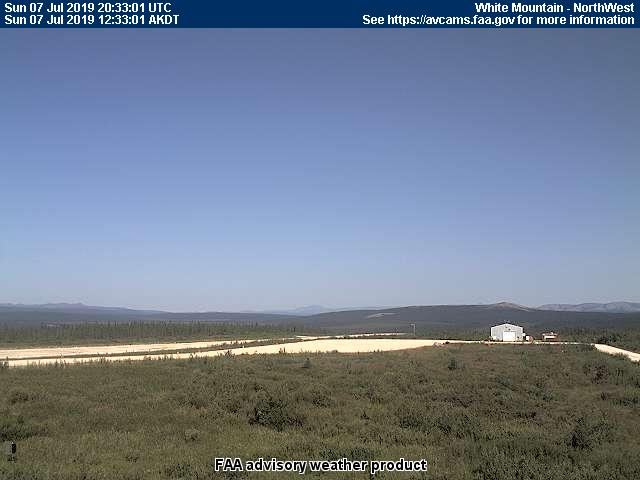 Sun 07 Jul 2019 20:33:01 UTC
White Mountain - NorthWest
Sun 07 Jul 2019 12:33:01 AKDT
See https://avcams.faa.gov for more information
FAA advisory weather product